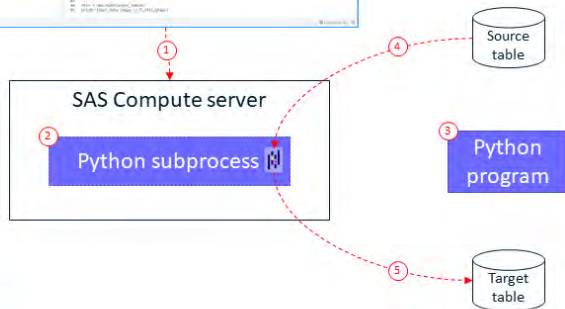 1
4
Source
table
SAS Compute server
2
Python subprocess
3
Python
program
5
Target
table